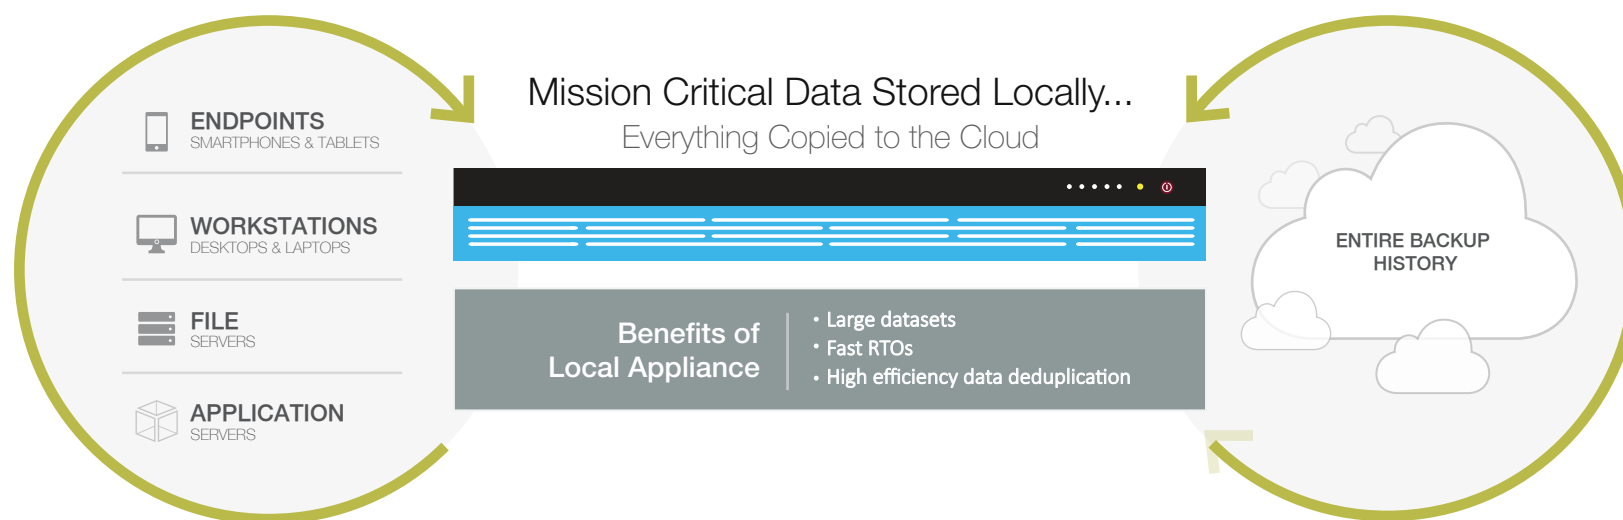 ENDPOINTS
SMARTPHONES & TABLETS
WORKSTATIONS
DESKTOPS & LAPTOPS
FILE
SERVERS
APPLICATION
SERVERS
Mission Critical Data Stored Locally...
Everything Copied to the Cloud
Benefits of
Local Appliance
• Large datasets
• Fast RTOs
• High efficiency data deduplication
ENTIRE BACKUP
HISTORY